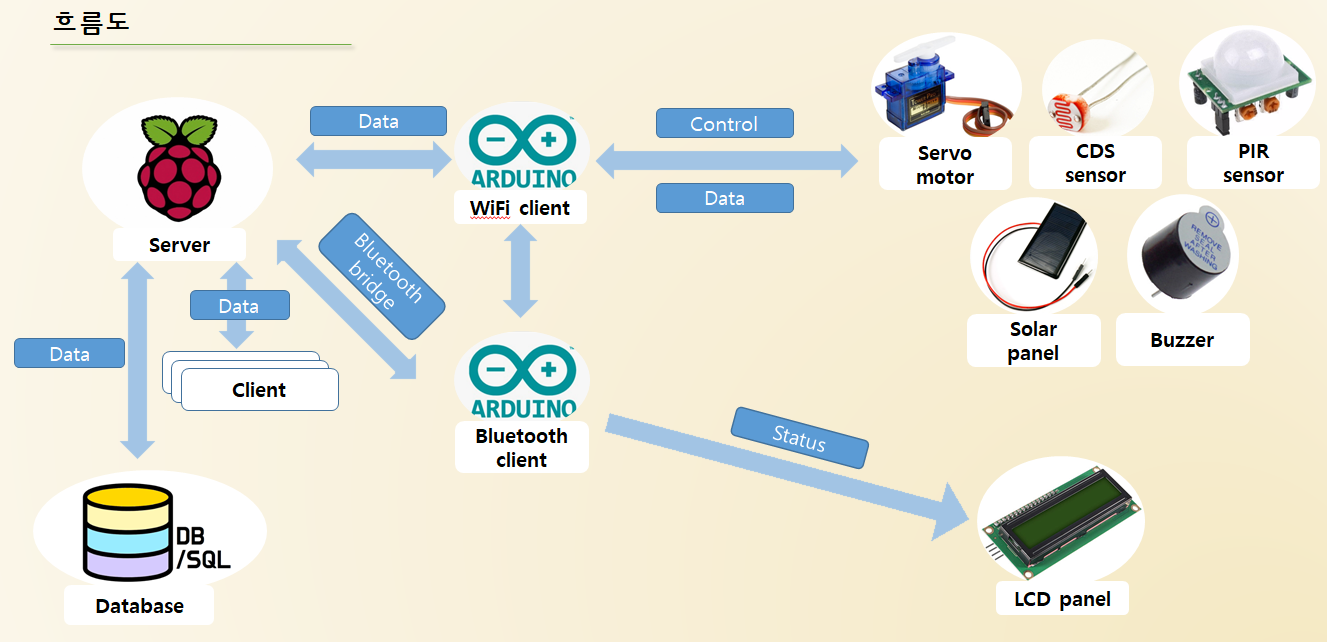 흐름도
Data
Control
Data
ARDUINO
WiFi client
Server
Servo
motor
CDS
sensor
PIR
sensor
Bluetooth
bridge
Data
Data
Client
REMOVE
SEAL
AFTER
WASHING
Solar
panel
Buzzer
ARDUINO
Bluetooth
client
Status
DB
/SQL
Database
LCD panel